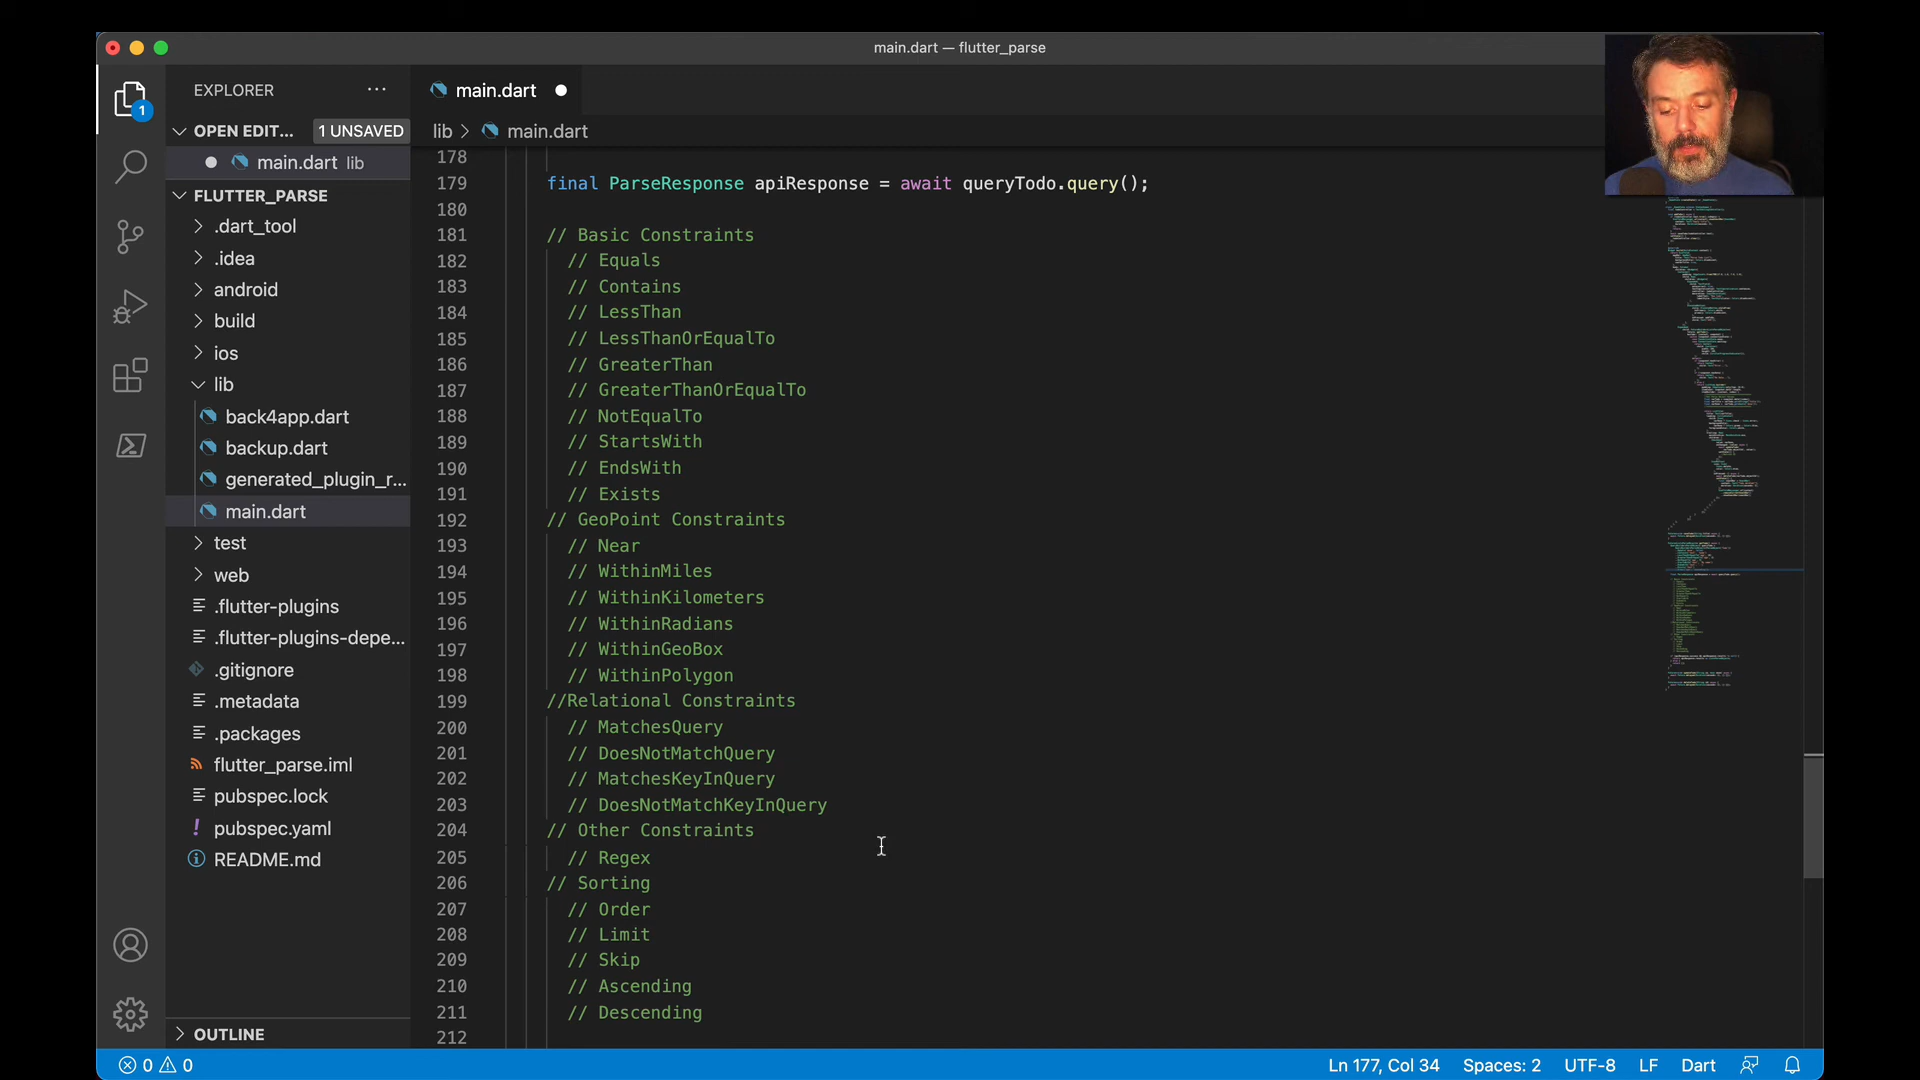 main.dart — flutter_parse
EXPLORER
1
OPEN EDIT... 1 UNSAVED
main.dart lib
FLUTTER_PARSE
.dart_tool
.idea
android
build
ios
lib
back4app.dart
backup.dart
generated_plugin_r...
main.dart
test
web
.flutter-plugins
.flutter-plugins-depe...
.gitignore
.metadata
.packages
flutter_parse.iml
pubspec.lock
pubspec.yaml
README.md
OUTLINE
main.dart
lib > main.dart
178
179 final ParseResponse apiResponse = await queryTodo.query();
180
181 // Basic Constraints
182 // Equals
183 // Contains
184 // LessThan
185 // LessThanOrEqualTo
186 // GreaterThan
187 // GreaterThanOrEqualTo
188 // NotEqualTo
189 // StartsWith
190 // EndsWith
191 // Exists
192 // GeoPoint Constraints
193 // Near
194 // WithinMiles
195 // WithinKilometers
196 // WithinRadians
197 // WithinGeoBox
198 // WithinPolygon
199 //Relational Constraints
200 // MatchesQuery
201 // DoesNotMatchQuery
202 // MatchesKeyInQuery
203 // DoesNotMatchKeyInQuery
204 // Other Constraints
205 // Regex
206 // Sorting
207 // Order
208 // Limit
209 // Skip
210 // Ascending
211 // Descending
212
0 0
Ln 177, Col 34 Spaces: 2 UTF-8 LF Dart